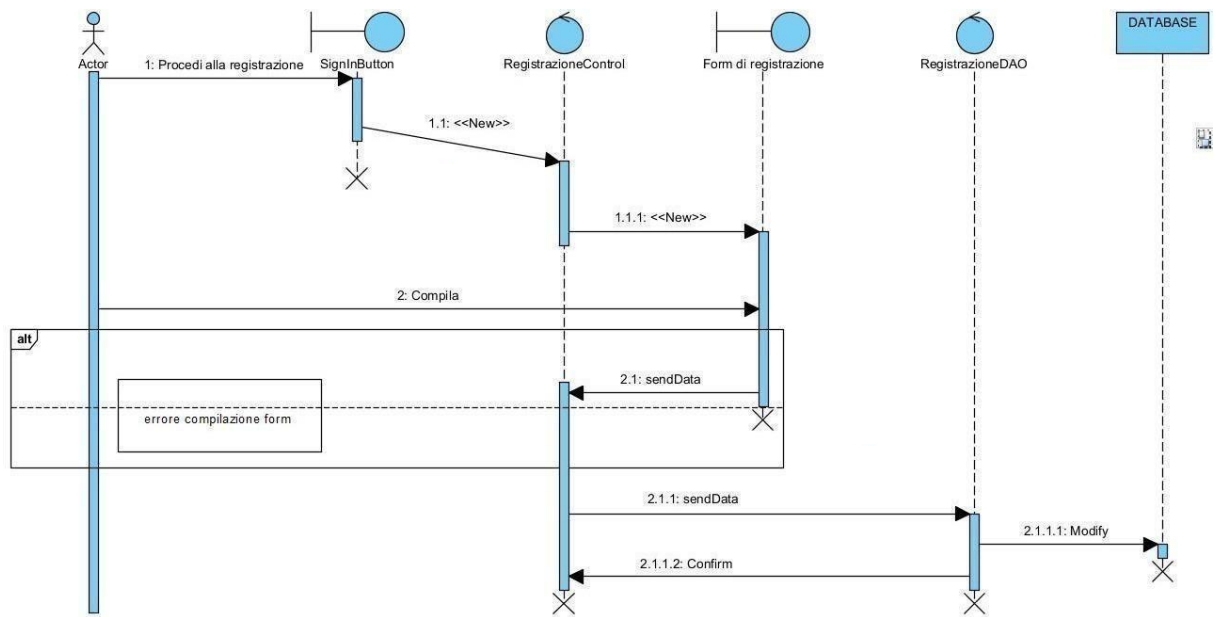 DATABASE
Actor
SignInButton
RegistrazioneControl
Form di registrazione
RegistrazioneDAO
1: Procedi alla registrazione
1.1: <<New>>
1.1.1: <<New>>
2: Compila
alt
2.1: sendData
errore compilazione form
2.1.1: sendData
2.1.1.1: Modify
2.1.1.2: Confirm